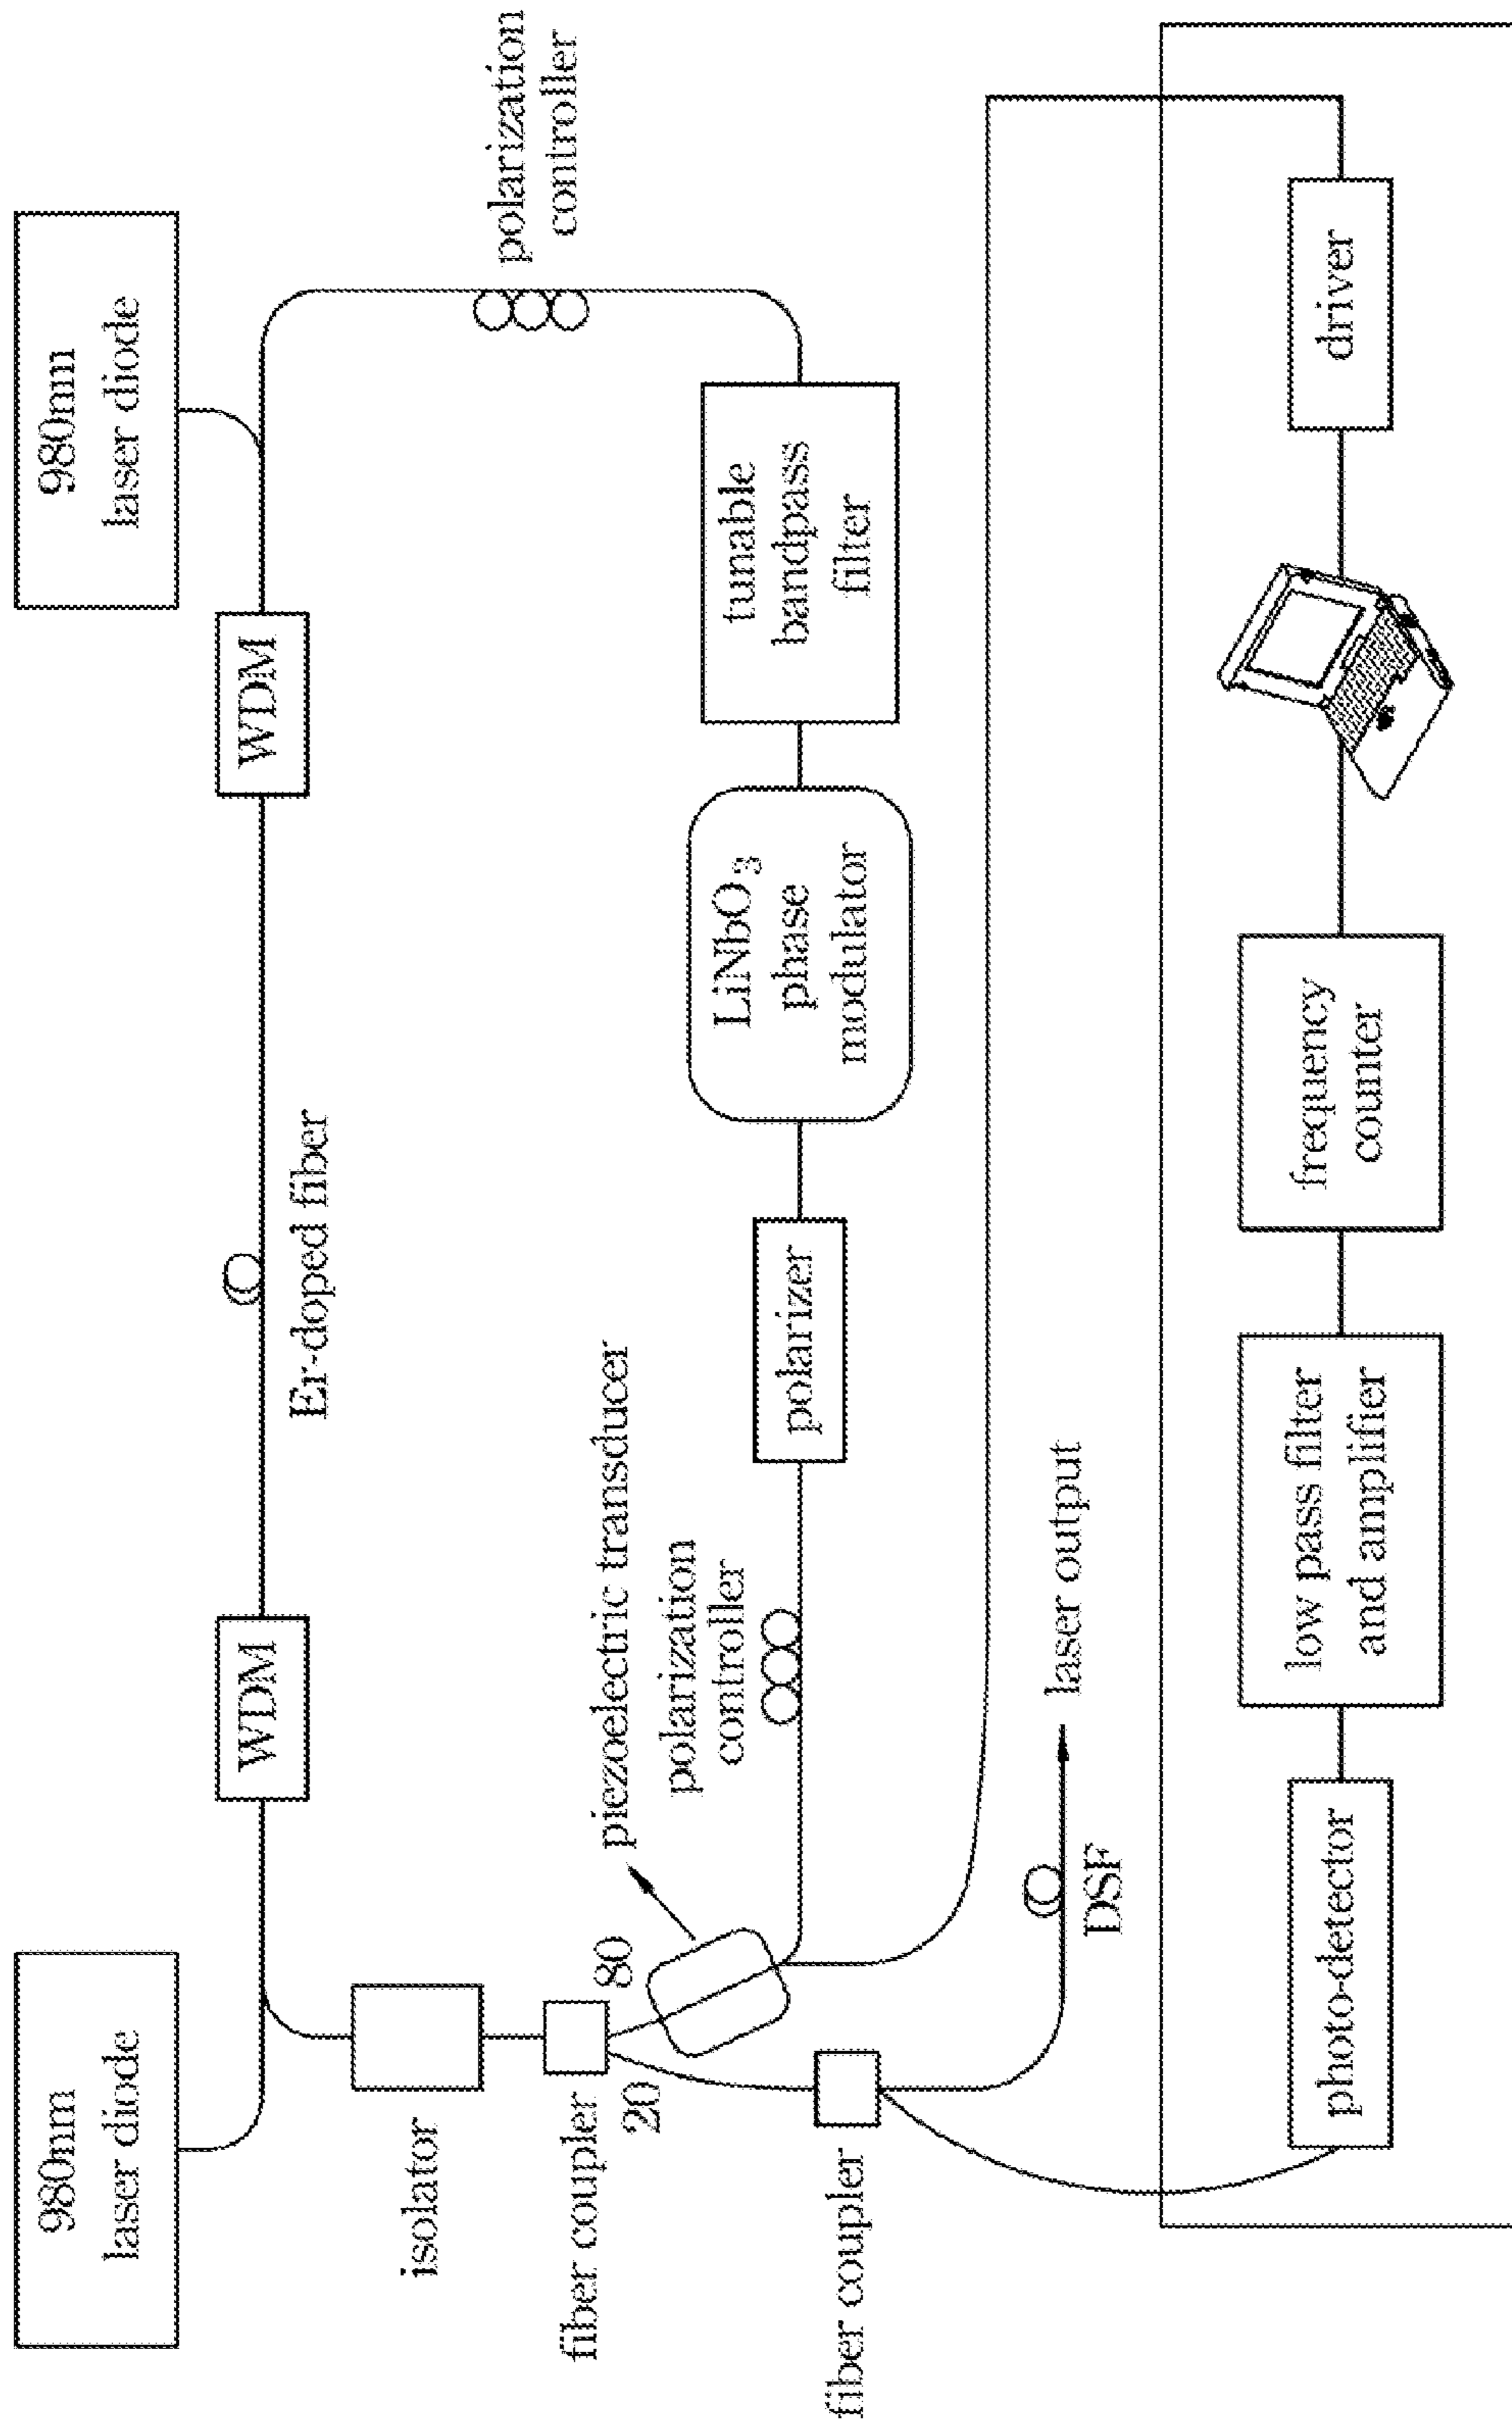 980nm
laser diode
980nm
laser diode
WDM
WDM
Er-doped fiber
polarization
controller
isolator
fiber coupler
80
20
piezoelectric transducer
polarization
controller
polarizer
LiNbO₃
phase
modulator
tunable
bandpass
filter
fiber coupler
DSF
laser output
photo-detector
low pass filter
and amplifier
frequency
counter
driver